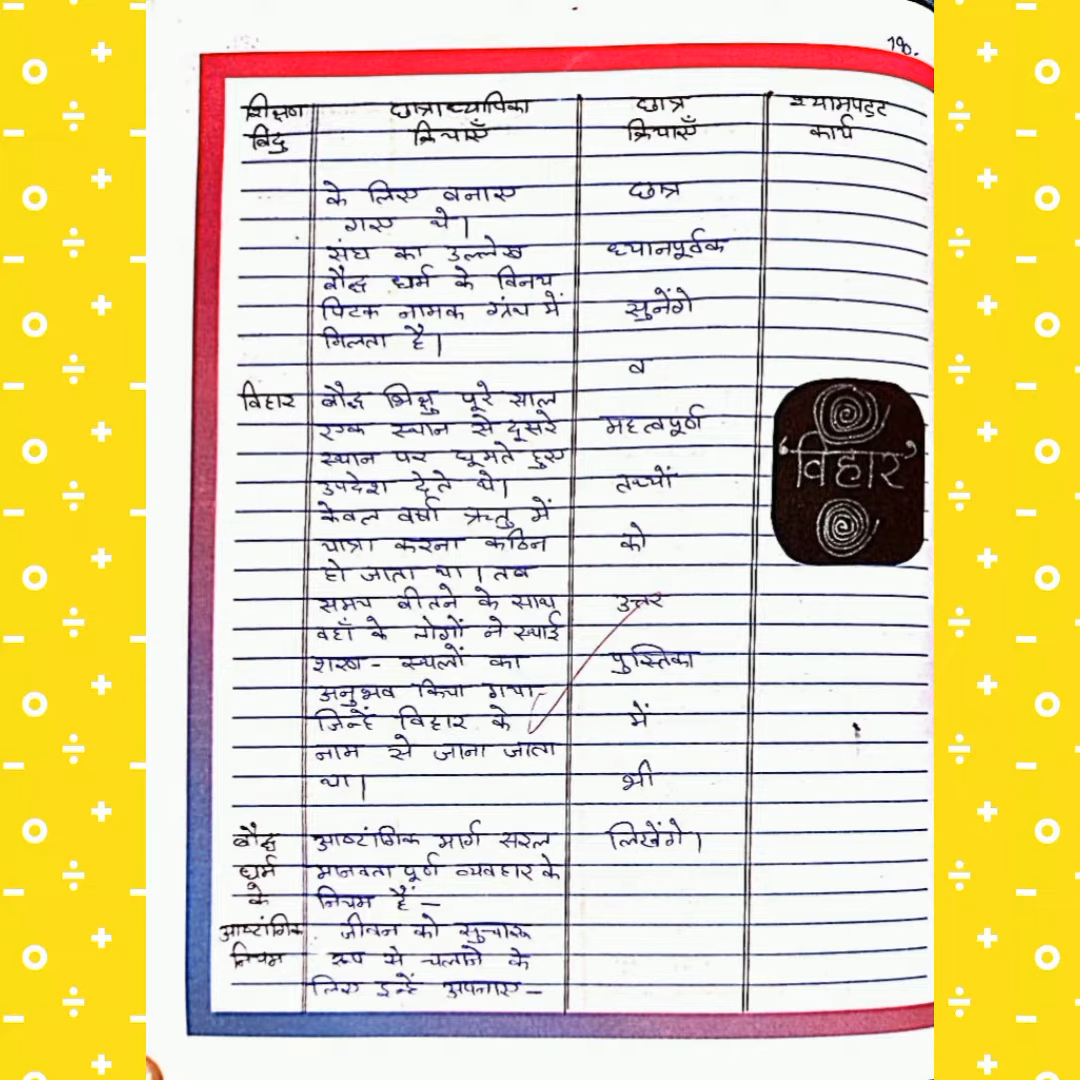 18.
शिक्षण बिंदु
छात्राध्यापिका क्रियाएँ
छात्र क्रियाएँ
श्यामपट्ट कार्य
के लिए बनाए
गए थे।
संघ का उल्लेख
बौद्ध धर्म के विनय
पिटक नामक ग्रंथ में
मिलता है।
विहार
बौद्ध भिक्षु पूरे साल
एक स्थान से दूसरे
स्थान पर घूमते हुए
उपदेश देते थे।
केवल वर्षा ऋतु में
यात्रा करना कठिन
हो जाता था। तब
समय बीतने के साथ
वहाँ के लोगों ने स्थाई
शरण - स्थलों का
अनुभव किया गया-
जिन्हें विहार के
नाम से जाना जाता
था।
बौद्ध
धर्म
के
आष्टांगिक
नियम
आष्टांगिक मार्ग सरल
मानवता पूर्ण व्यवहार के
नियम हैं –
जीवन को सुचारू
रूप से चलाने के
लिए इन्हें अपनाए –
छात्र
ध्यानपूर्वक
सुनेंगे
व
महत्वपूर्ण
तथ्यों
को
उत्तर
पुस्तिका
में
भी
लिखेंगे।
'विहार'